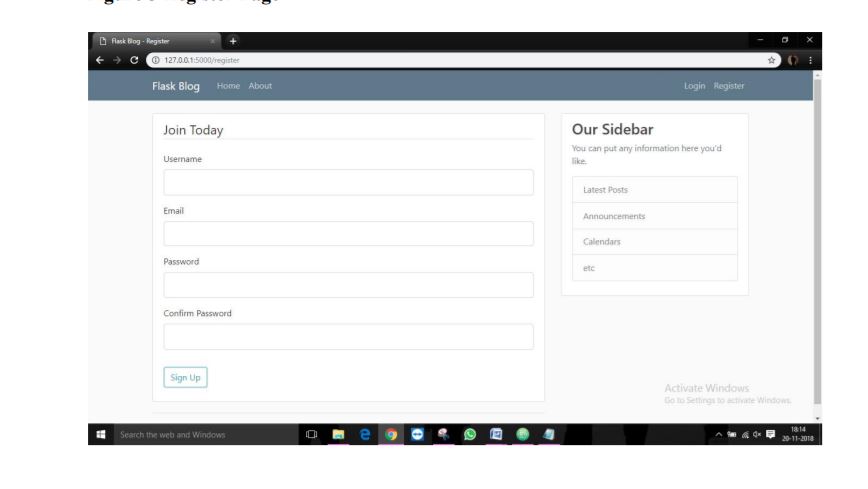 Flask Blog - Register
127.0.0.1:5000/register
Flask Blog Home About Login Register
Join Today
Username
Email
Password
Confirm Password
Sign Up
Our Sidebar
You can put any information here you'd
like.
Latest Posts
Announcements
Calendars
etc
Activate Windows
Go to Settings to activate Windows.
Search the web and Windows
18:14
20-11-2018